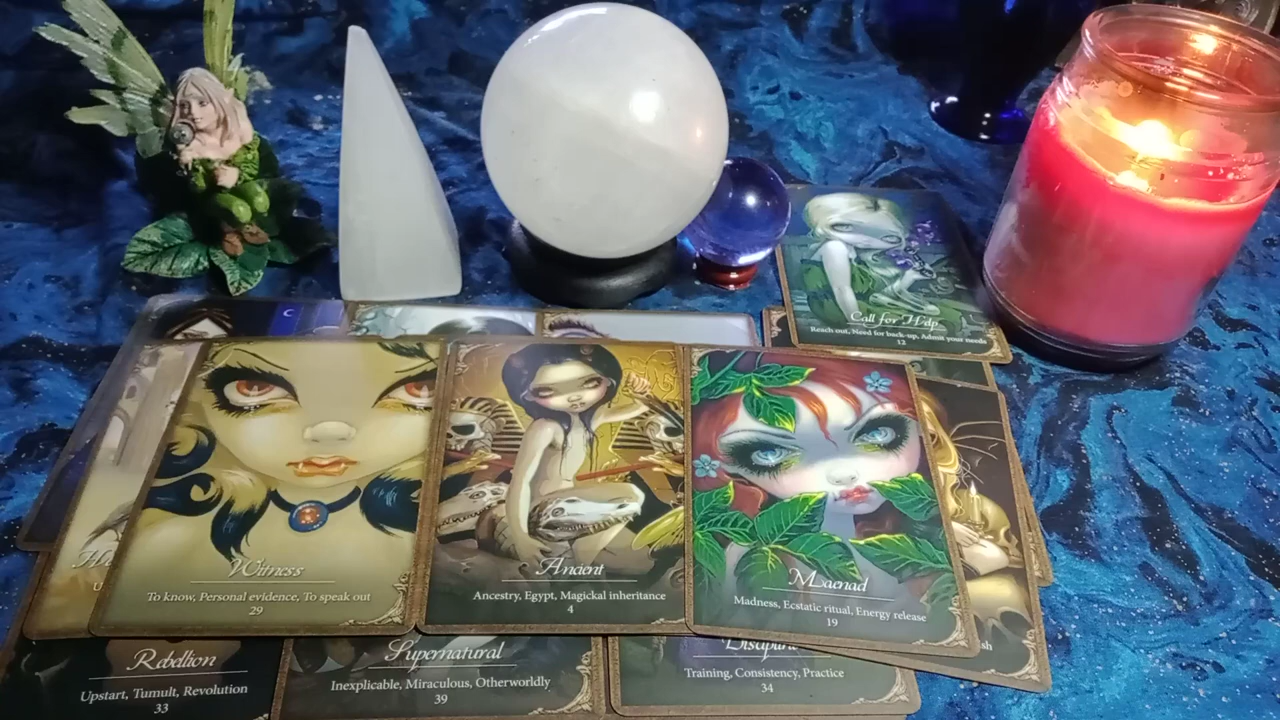 Call for Help
Reach out, Need for back-up, Admit your needs
12
Witness
To know, Personal evidence, To speak out
29
Ancient
Ancestry, Egypt, Magickal inheritance
4
Maenad
Madness, Ecstatic ritual, Energy release
19
Rebellion
Upstart, Tumult, Revolution
33
Supernatural
Inexplicable, Miraculous, Otherworldly
39
Training, Consistency, Practice
34